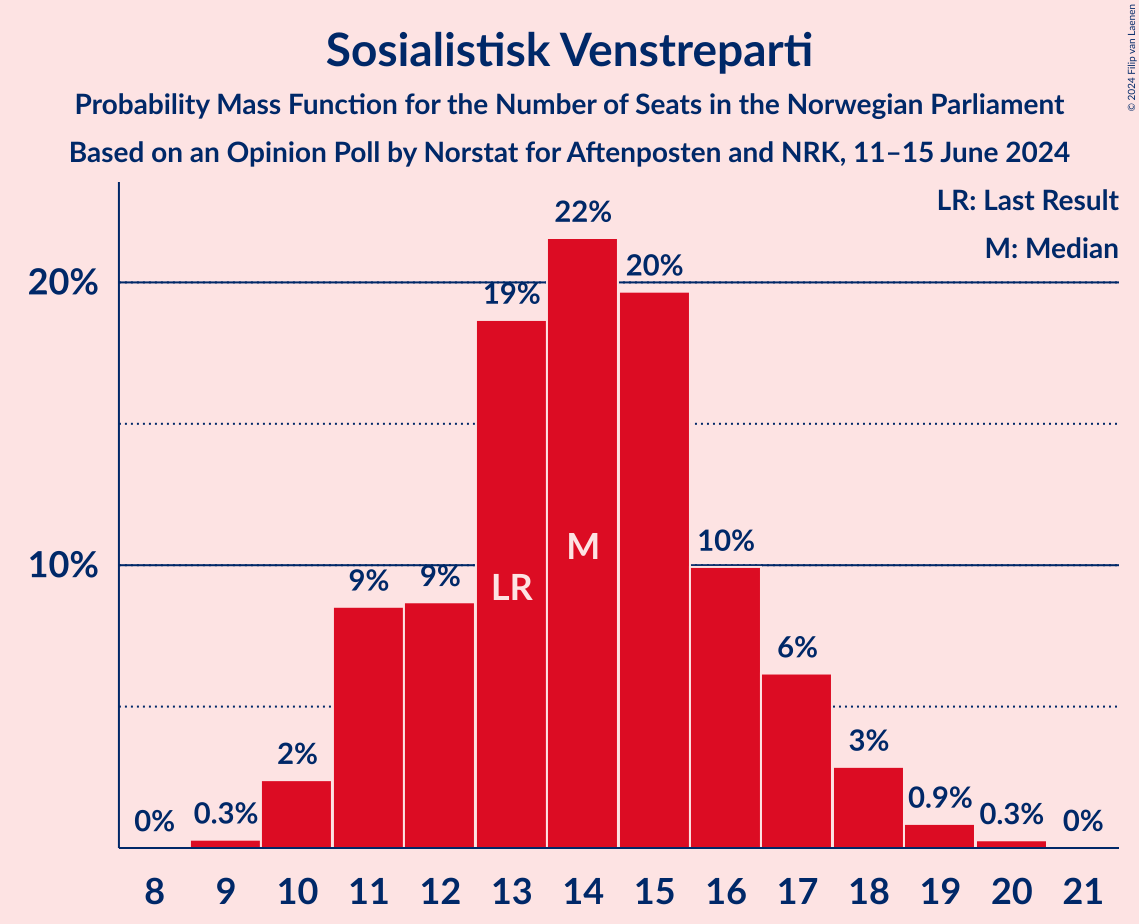 Sosialistisk Venstreparti
Probability Mass Function for the Number of Seats in the Norwegian Parliament
Based on an Opinion Poll by Norstat for Aftenposten and NRK, 11–15 June 2024
© 2024 Filip van Laenen
LR: Last Result
M: Median
20%
10%
0%
0.3%
2%
9%
9%
19%
22%
20%
10%
6%
3%
0.9%
0.3%
0%
LR
M
8 9 10 11 12 13 14 15 16 17 18 19 20 21